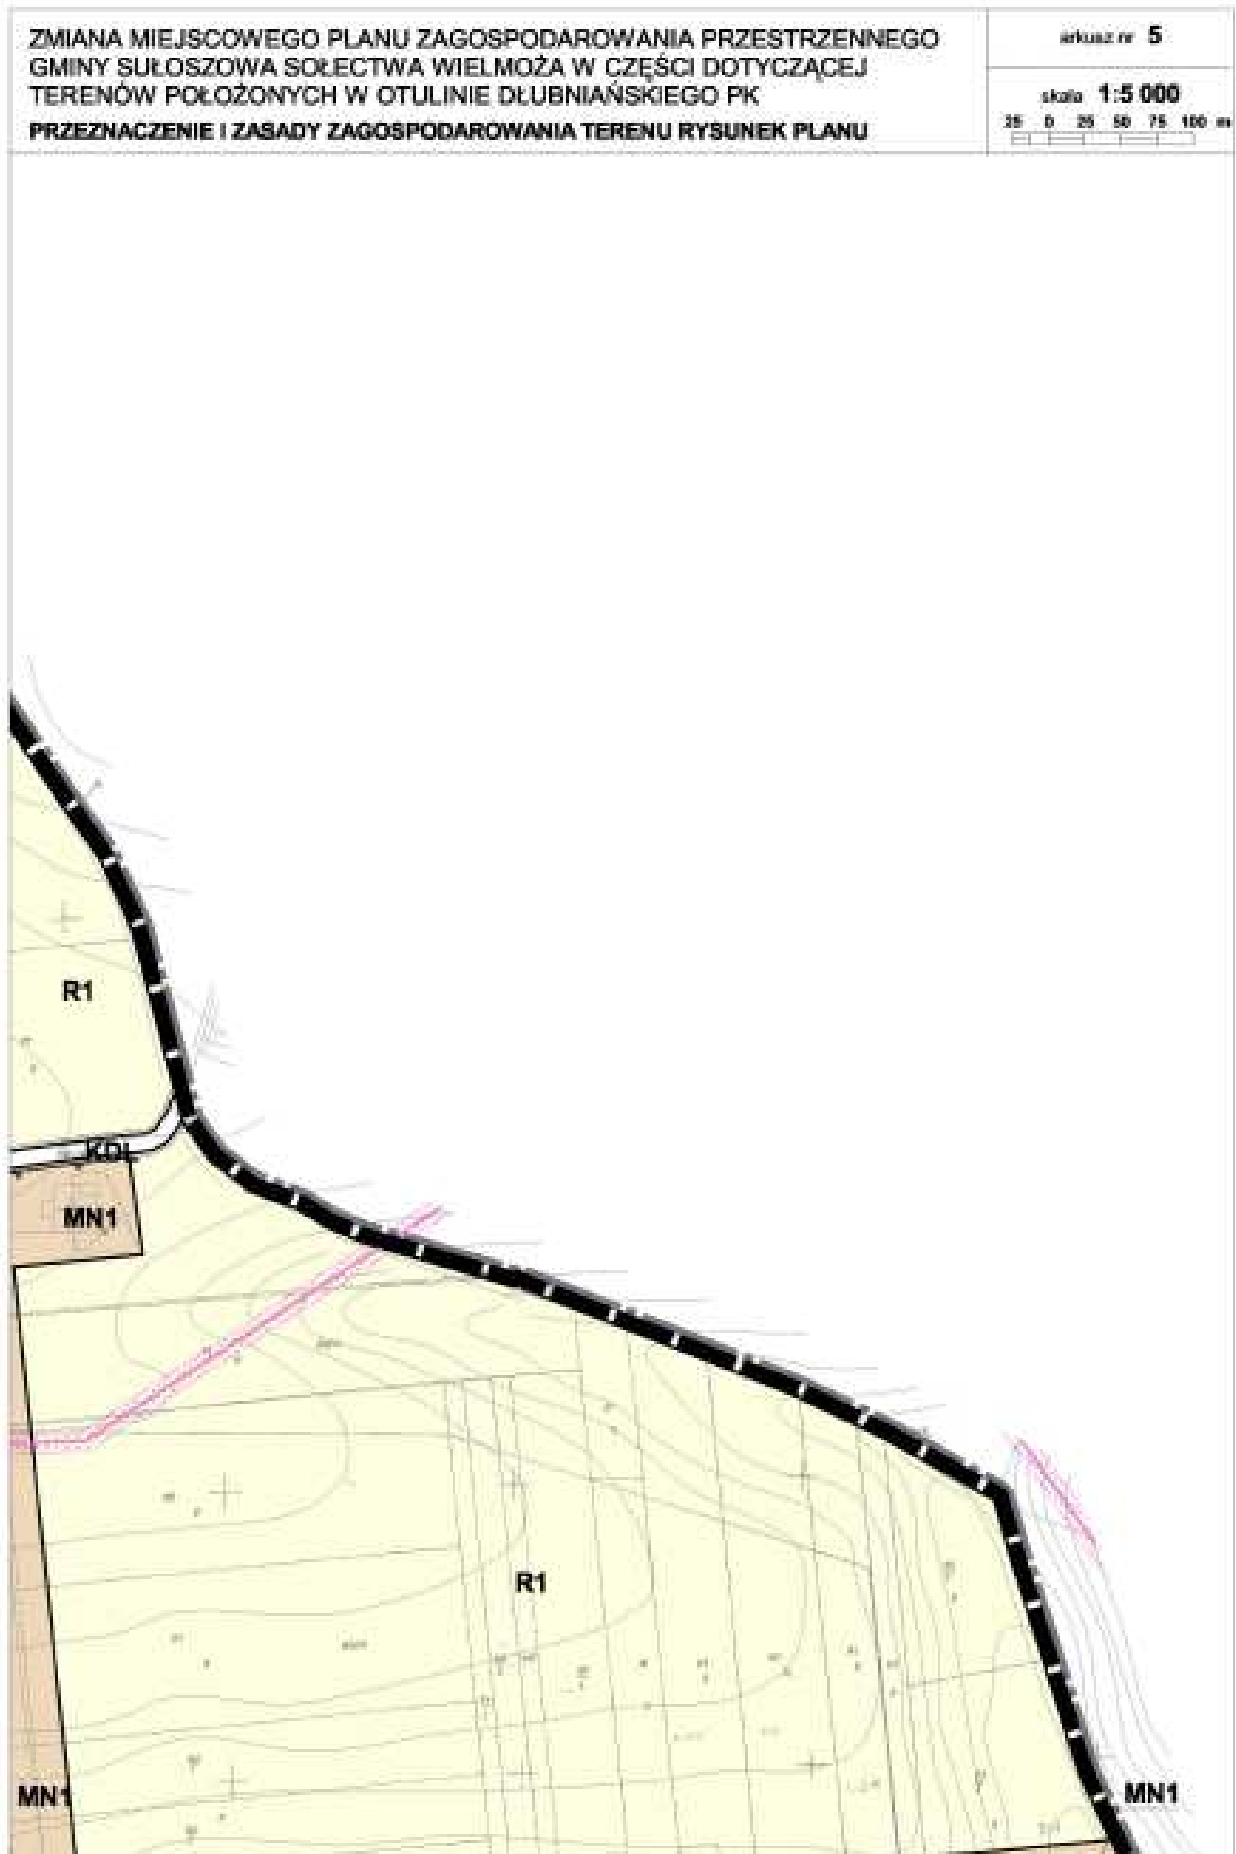 ZMIANA MIEJSCOWEGO PLANU ZAGOSPODAROWANIA PRZESTRZENNEGO
GMINY SUŁOSZOWA SOŁECTWA WIELMOŻA W CZĘŚCI DOTYCZĄCEJ
TERENÓW POŁOŻONYCH W OTULINIE DŁUBNIAŃSKIEGO PK
PRZEZNACZENIE I ZASADY ZAGOSPODAROWANIA TERENU RYSUNEK PLANU
arkusz nr 5
skala 1:5 000
25 0 25 50 75 100 m
R1
KDL
MN1
R1
MN1
MN1